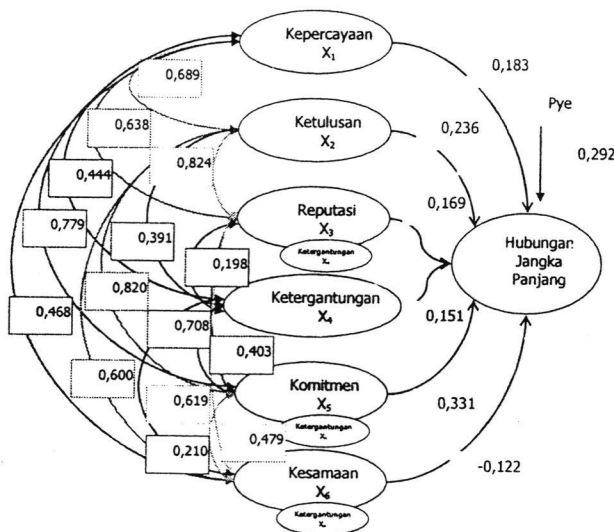 Kepercayaan
X1
0,183
0,689
Pye
Ketulusan
X2
0,236
0,638
0,292
0,824
0,444
Reputasi
X3
0,169
0,779
0,391
Ketergantungan
Hubungan
Jangka
Panjang
0,198
Ketergantungan
X4
0,820
0,468
0,708
0,151
0,403
Komitmen
X5
0,600
0,619
Ketergantungan
0,331
0,479
0,210
Kesamaan
X6
-0,122
Ketergantungan